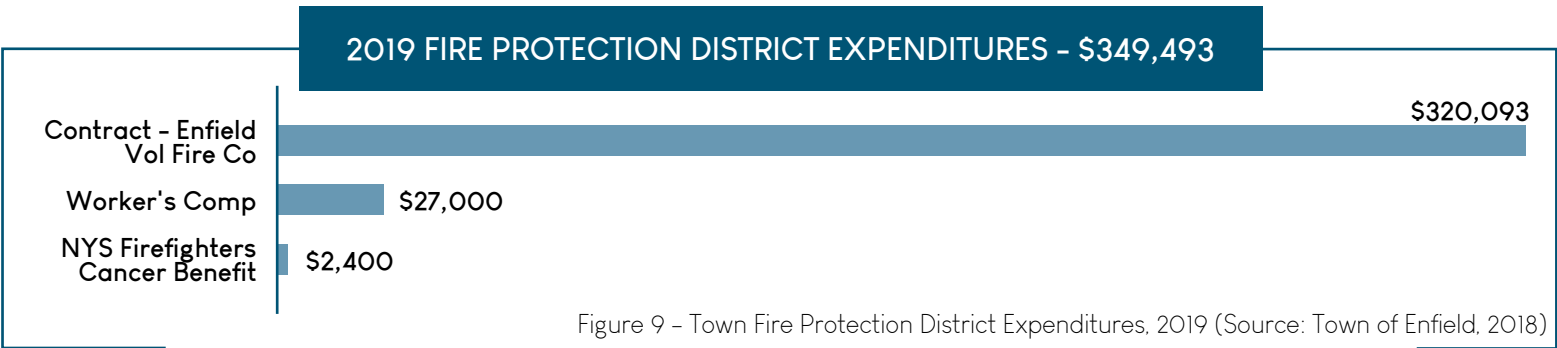 2019 FIRE PROTECTION DISTRICT EXPENDITURES - $349,493
Contract - Enfield
Vol Fire Co
$320,093
Worker's Comp
$27,000
NYS Firefighters
Cancer Benefit
$2,400
Figure 9 - Town Fire Protection District Expenditures, 2019 (Source: Town of Enfield, 2018)